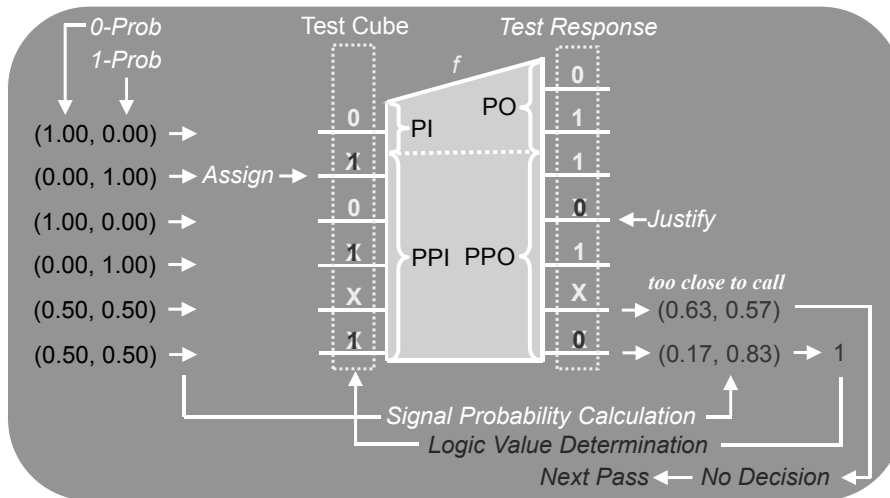 0-Prob
1-Prob
Test Cube
Test Response
f
0
PO
0
PI
1
(1.00, 0.00)
(0.00, 1.00)
Assign
1
1
(1.00, 0.00)
0
0
Justify
(0.00, 1.00)
1
PPI
PPO
1
too close to call
(0.50, 0.50)
X
X
(0.63, 0.57)
(0.50, 0.50)
1
0
(0.17, 0.83)
1
Signal Probability Calculation
Logic Value Determination
Next Pass
No Decision